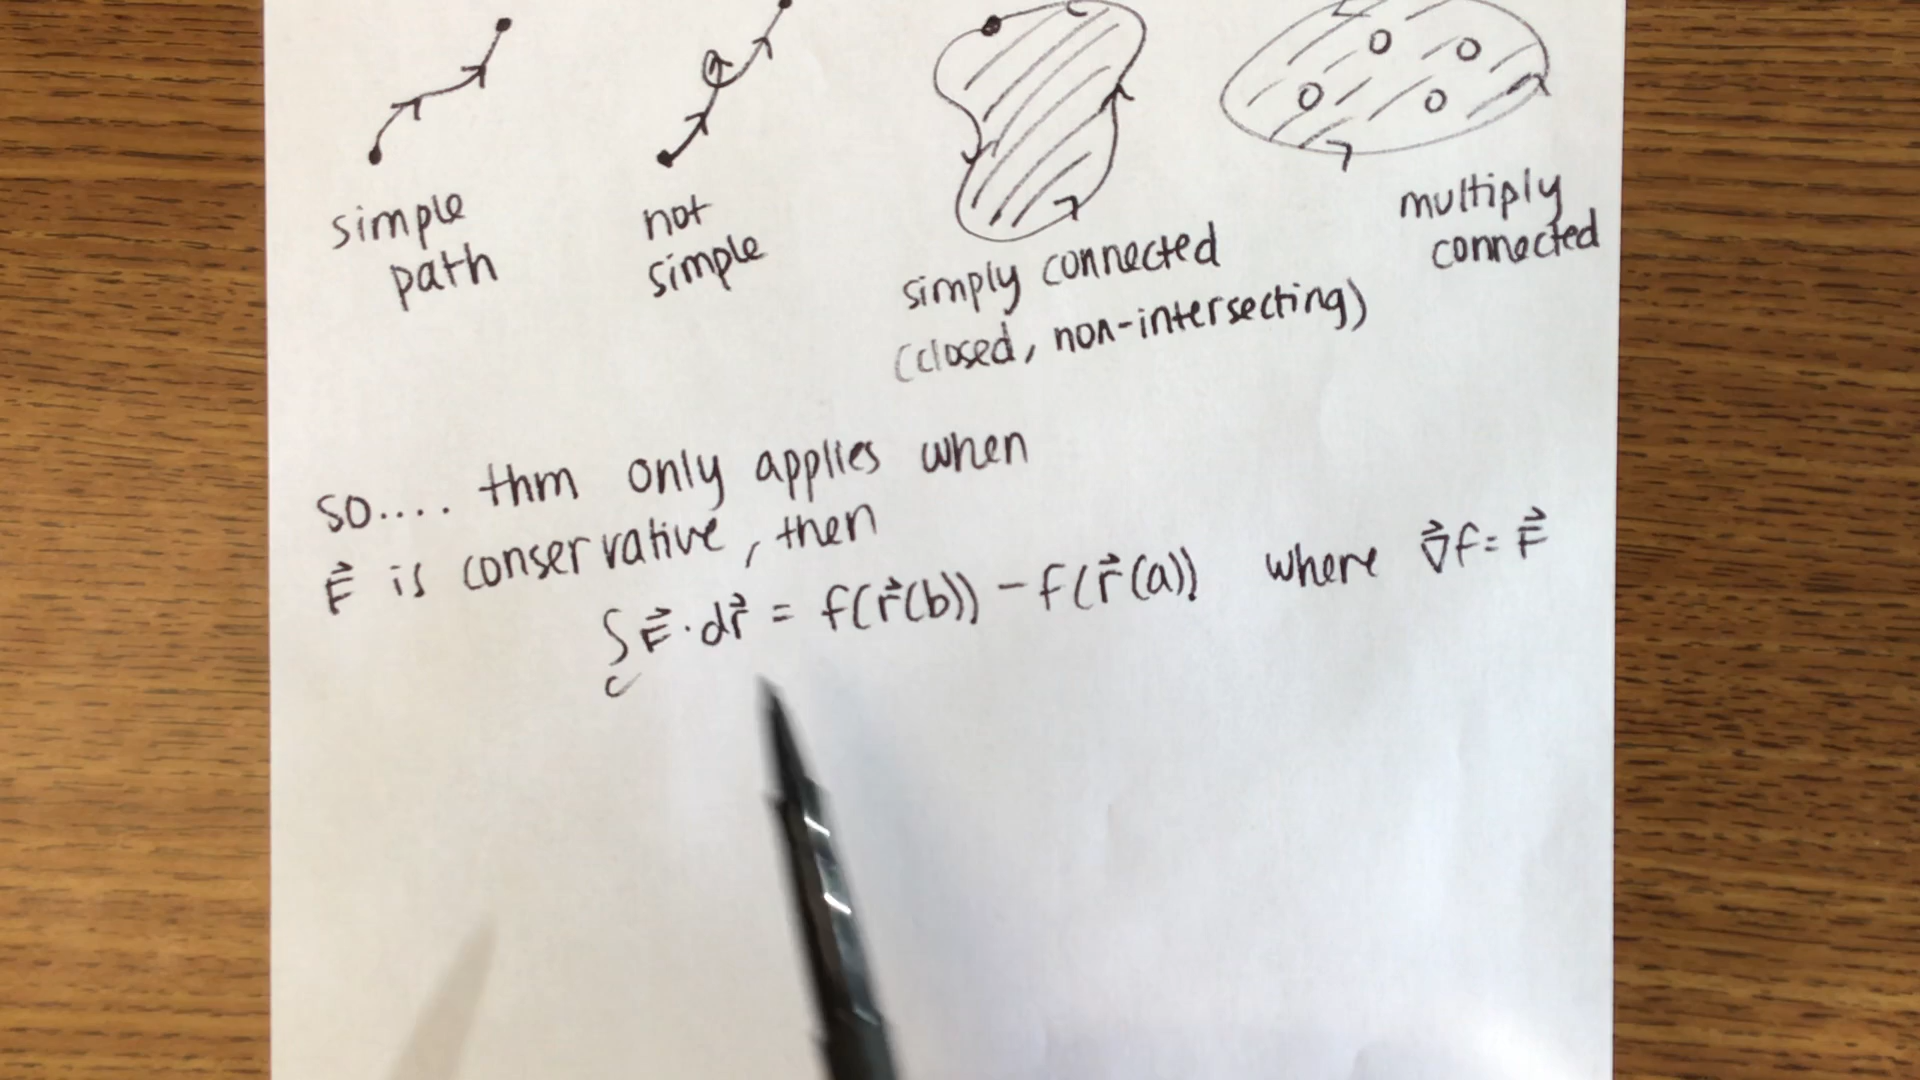 simple
path
not
simple
simply connected
(closed, non-intersecting)
multiply
connected
so.... thm only applies when
F⃗ is conservative, then
∫_C F⃗·dr⃗ = f(r⃗(b)) - f(r⃗(a)) where ∇⃗f = F⃗